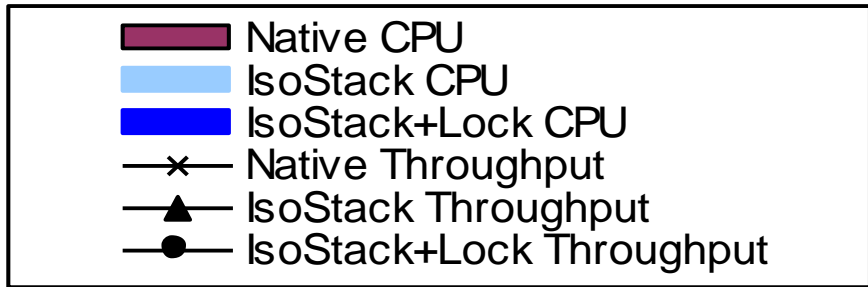 Native CPU
IsoStack CPU
IsoStack+Lock CPU
Native Throughput
IsoStack Throughput
IsoStack+Lock Throughput